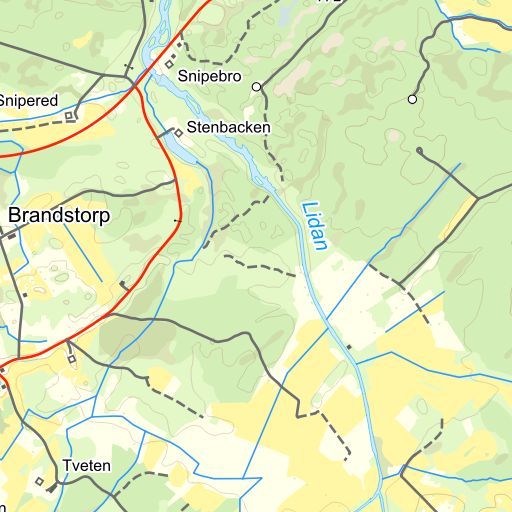 Snipebro
Snipered
Stenbacken
Lidan
Brandstorp
Tveten